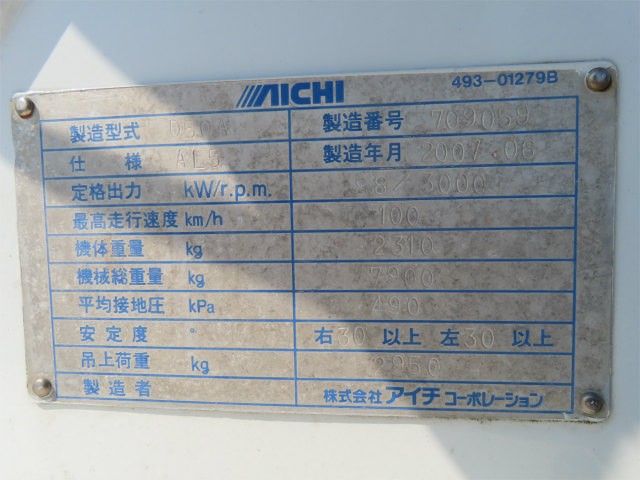 AICHI 493-01279B
製造型式 製造番号 709059
仕様 製造年月 2007.08
定格出力 kW/r.p.m. 3000
最高走行速度 km/h 100
機体重量 kg 2310
機械総重量 kg
平均接地圧 kPa
安定度 ° 右30以上 左30以上
吊上荷重 kg
製造者 株式会社アイチコーポレーション